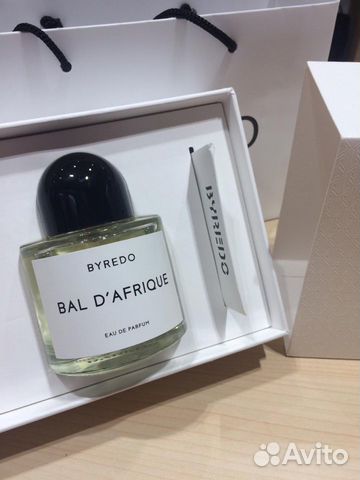 BYREDO
BAL D'AFRIQUE
EAU DE PARFUM
BYREDO
Avito